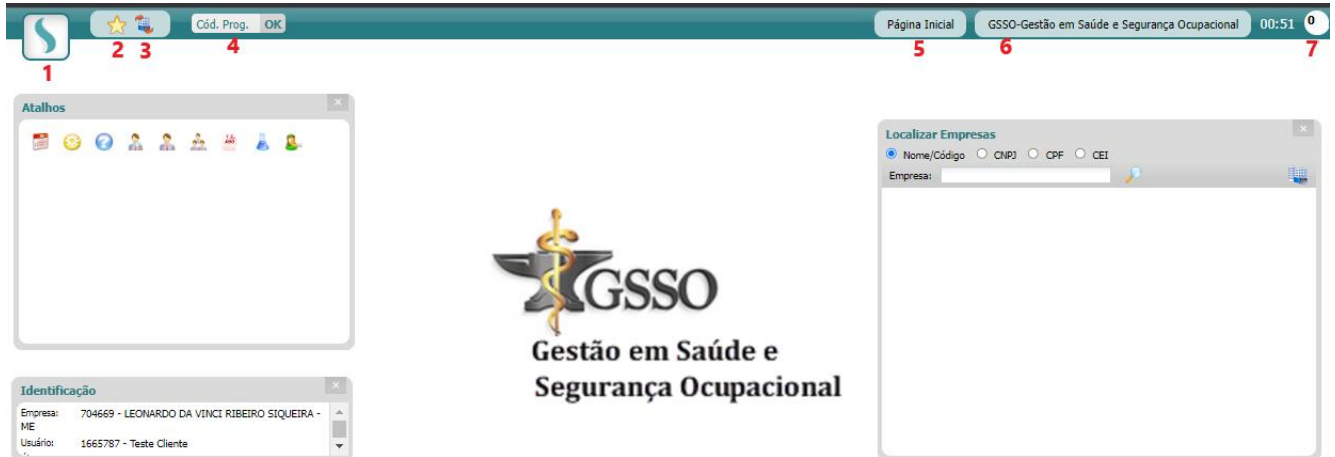 Cód. Prog. OK
Página Inicial
GSSO-Gestão em Saúde e Segurança Ocupacional
00:51
0
1
2
3
4
5
6
7
Atalhos
Localizar Empresas
Nome/Código CNPJ CPF CEI
Empresa:
GSSO
Gestão em Saúde e
Segurança Ocupacional
Identificação
Empresa: 704669 - LEONARDO DA VINCI RIBEIRO SIQUEIRA -
ME
Usuário: 1665787 - Teste Cliente